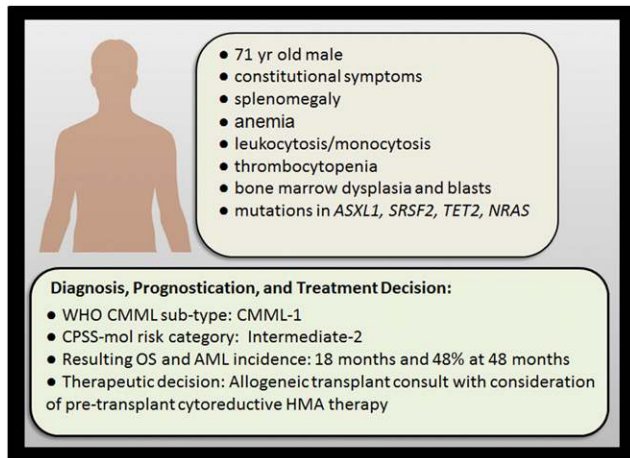 ● 71 yr old male
● constitutional symptoms
● splenomegaly
● anemia
● leukocytosis/monocytosis
● thrombocytopenia
● bone marrow dysplasia and blasts
● mutations in ASXL1, SRSF2, TET2, NRAS
Diagnosis, Prognostication, and Treatment Decision:
● WHO CMML sub-type: CMML-1
● CPSS-mol risk category: Intermediate-2
● Resulting OS and AML incidence: 18 months and 48% at 48 months
● Therapeutic decision: Allogeneic transplant consult with consideration
of pre-transplant cytoreductive HMA therapy